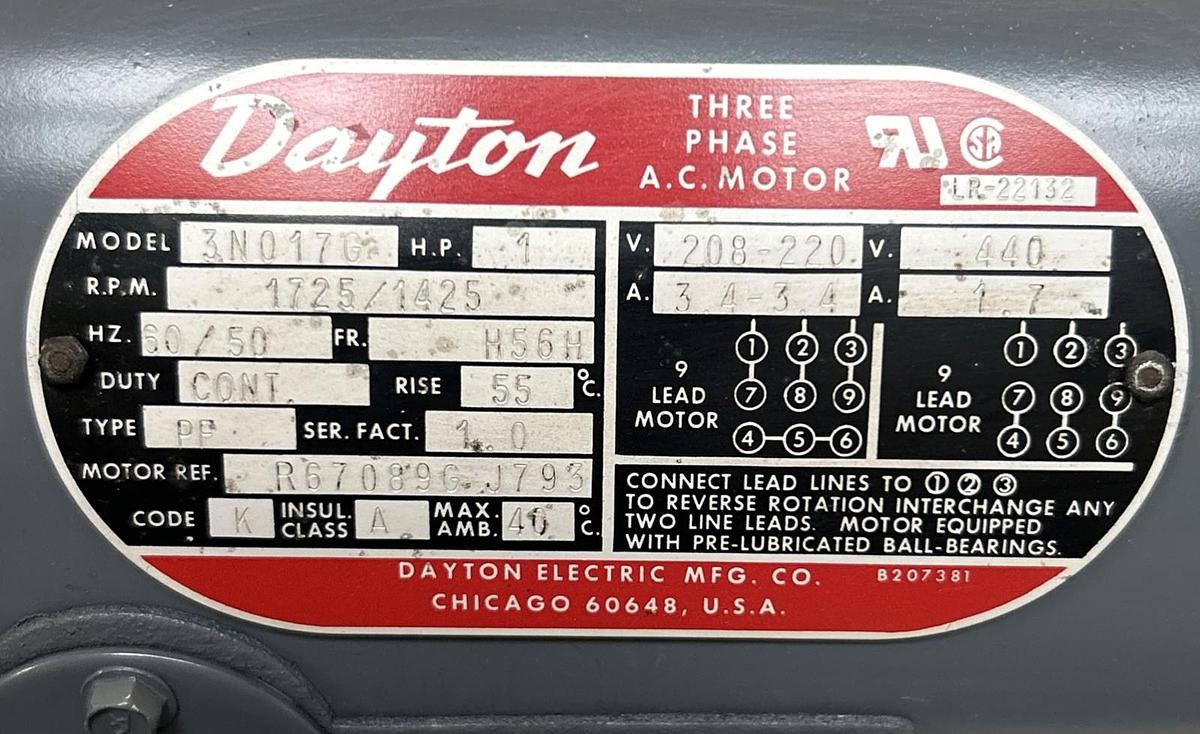 Dayton
THREE
PHASE
A.C. MOTOR
LR-22132
MODEL 3N017G H.P. 1
R.P.M. 1725/1425
HZ. 60/50 FR. H56H
DUTY CONT. RISE 55 °C.
TYPE PF SER. FACT. 1.0
MOTOR REF. R67089G J793
CODE K INSUL. CLASS A MAX. AMB. 40 °C.
V. 208-220 V. 440
A. 3.4-3.4 A. 1.7
9
LEAD
MOTOR
1 2 3
7 8 9
4 5 6
9
LEAD
MOTOR
1 2 3
7 8 9
4 5 6
CONNECT LEAD LINES TO ① ② ③
TO REVERSE ROTATION INTERCHANGE ANY
TWO LINE LEADS. MOTOR EQUIPPED
WITH PRE-LUBRICATED BALL-BEARINGS.
DAYTON ELECTRIC MFG. CO. B207381
CHICAGO 60648, U.S.A.